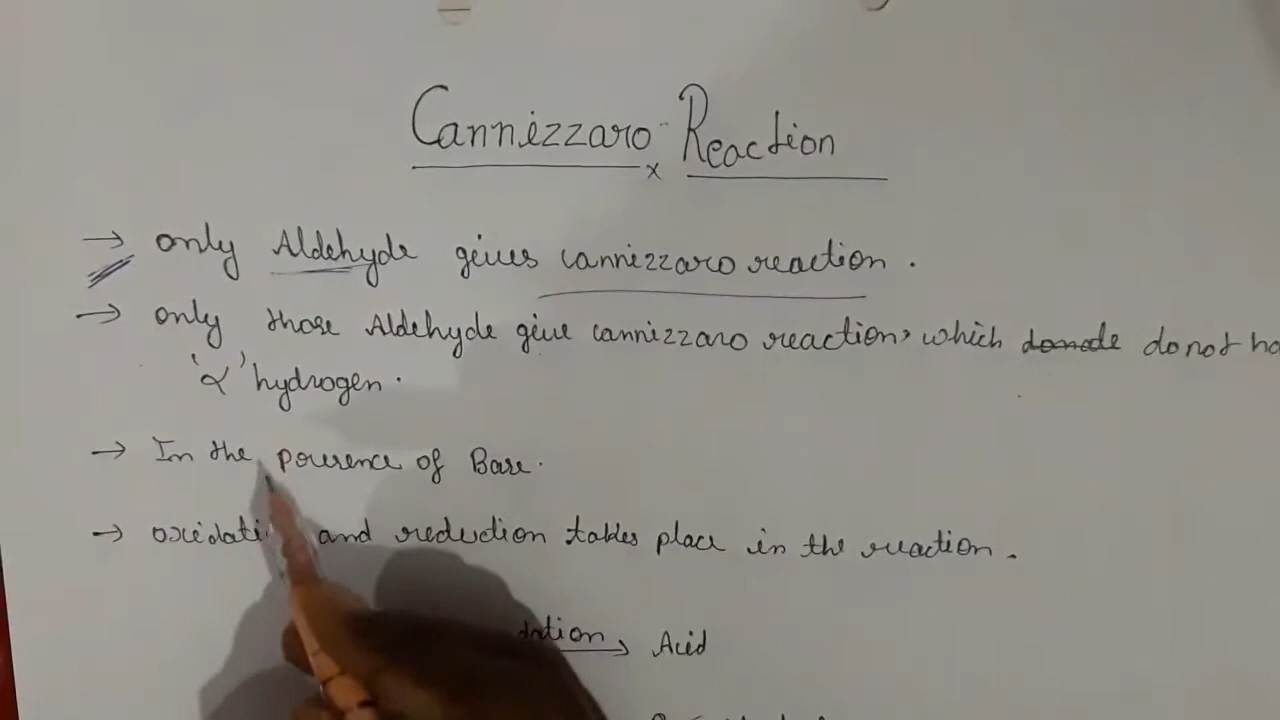 Cannizzaro Reaction
→ only Aldehyde gives cannizzaro reaction.
→ only those Aldehyde give cannizzaro reaction, which do not
'α' hydrogen.
→ In the presence of Base.
→ and reduction takes place in the reaction.
→ Acid